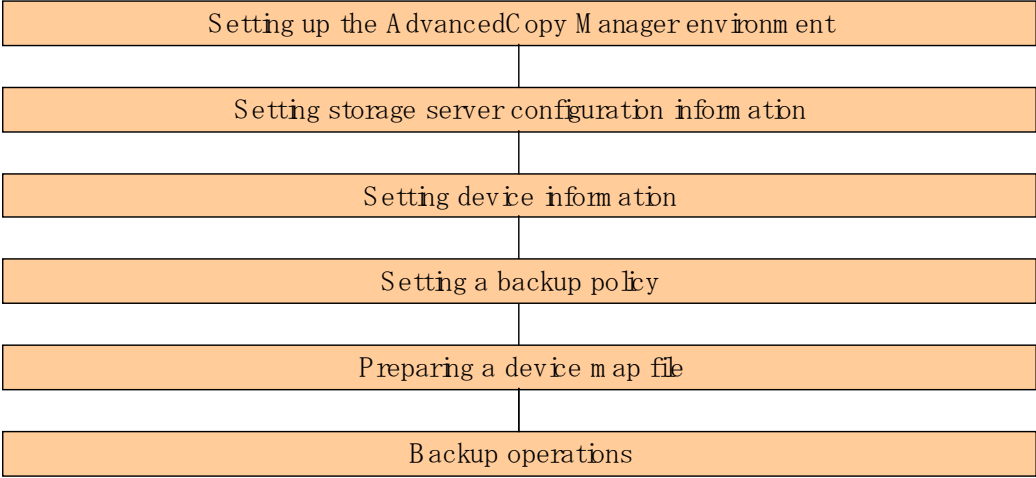 Setting up the AdvancedCopy Manager environment
Setting storage server configuration information
Setting device information
Setting a backup policy
Preparing a device map file
Backup operations